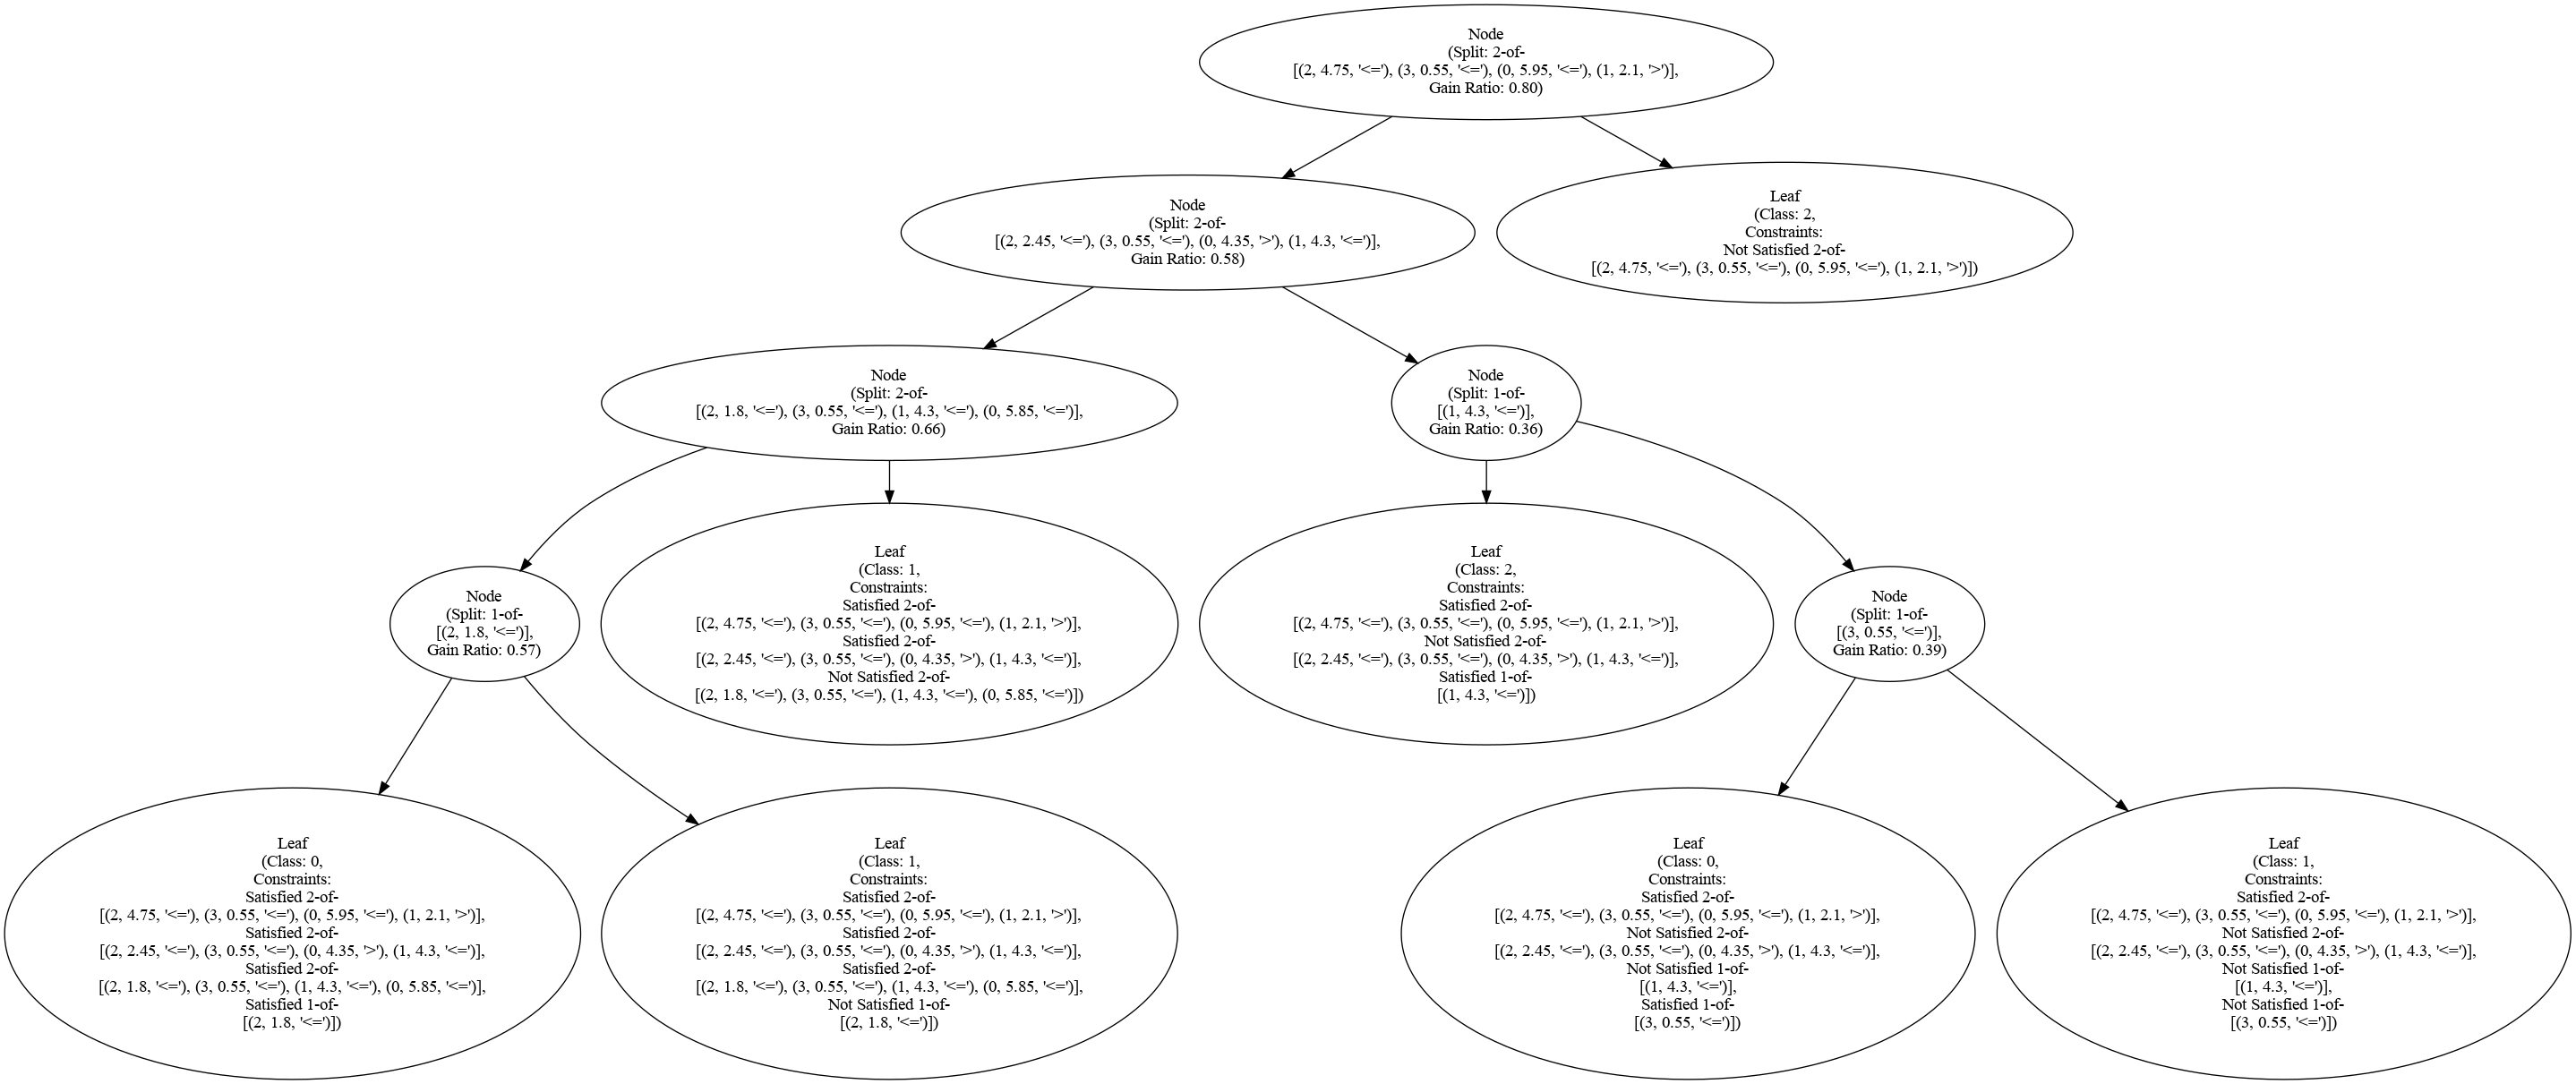 Node
(Split: 2-of-
[(2, 4.75, '<='), (3, 0.55, '<='), (0, 5.95, '<='), (1, 2.1, '>')],
Gain Ratio: 0.80)
Node
(Split: 2-of-
[(2, 2.45, '<='), (3, 0.55, '<='), (0, 4.35, '>'), (1, 4.3, '<=')],
Gain Ratio: 0.58)
Leaf
(Class: 2,
Constraints:
Not Satisfied 2-of-
[(2, 4.75, '<='), (3, 0.55, '<='), (0, 5.95, '<='), (1, 2.1, '>')])
Node
(Split: 2-of-
[(2, 1.8, '<='), (3, 0.55, '<='), (1, 4.3, '<='), (0, 5.85, '<=')],
Gain Ratio: 0.66)
Node
(Split: 1-of-
[(1, 4.3, '<=')],
Gain Ratio: 0.36)
Node
(Split: 1-of-
[(2, 1.8, '<=')],
Gain Ratio: 0.57)
Leaf
(Class: 1,
Constraints:
Satisfied 2-of-
[(2, 4.75, '<='), (3, 0.55, '<='), (0, 5.95, '<='), (1, 2.1, '>')],
Satisfied 2-of-
[(2, 2.45, '<='), (3, 0.55, '<='), (0, 4.35, '>'), (1, 4.3, '<=')],
Not Satisfied 2-of-
[(2, 1.8, '<='), (3, 0.55, '<='), (1, 4.3, '<='), (0, 5.85, '<=')])
Leaf
(Class: 2,
Constraints:
Satisfied 2-of-
[(2, 4.75, '<='), (3, 0.55, '<='), (0, 5.95, '<='), (1, 2.1, '>')],
Not Satisfied 2-of-
[(2, 2.45, '<='), (3, 0.55, '<='), (0, 4.35, '>'), (1, 4.3, '<=')],
Satisfied 1-of-
[(1, 4.3, '<=')])
Node
(Split: 1-of-
[(3, 0.55, '<=')],
Gain Ratio: 0.39)
Leaf
(Class: 0,
Constraints:
Satisfied 2-of-
[(2, 4.75, '<='), (3, 0.55, '<='), (0, 5.95, '<='), (1, 2.1, '>')],
Satisfied 2-of-
[(2, 2.45, '<='), (3, 0.55, '<='), (0, 4.35, '>'), (1, 4.3, '<=')],
Satisfied 2-of-
[(2, 1.8, '<='), (3, 0.55, '<='), (1, 4.3, '<='), (0, 5.85, '<=')],
Satisfied 1-of-
[(2, 1.8, '<=')])
Leaf
(Class: 1,
Constraints:
Satisfied 2-of-
[(2, 4.75, '<='), (3, 0.55, '<='), (0, 5.95, '<='), (1, 2.1, '>')],
Satisfied 2-of-
[(2, 2.45, '<='), (3, 0.55, '<='), (0, 4.35, '>'), (1, 4.3, '<=')],
Satisfied 2-of-
[(2, 1.8, '<='), (3, 0.55, '<='), (1, 4.3, '<='), (0, 5.85, '<=')],
Not Satisfied 1-of-
[(2, 1.8, '<=')])
Leaf
(Class: 0,
Constraints:
Satisfied 2-of-
[(2, 4.75, '<='), (3, 0.55, '<='), (0, 5.95, '<='), (1, 2.1, '>')],
Not Satisfied 2-of-
[(2, 2.45, '<='), (3, 0.55, '<='), (0, 4.35, '>'), (1, 4.3, '<=')],
Not Satisfied 1-of-
[(1, 4.3, '<=')],
Satisfied 1-of-
[(3, 0.55, '<=')])
Leaf
(Class: 1,
Constraints:
Satisfied 2-of-
[(2, 4.75, '<='), (3, 0.55, '<='), (0, 5.95, '<='), (1, 2.1, '>')],
Not Satisfied 2-of-
[(2, 2.45, '<='), (3, 0.55, '<='), (0, 4.35, '>'), (1, 4.3, '<=')],
Not Satisfied 1-of-
[(1, 4.3, '<=')],
Not Satisfied 1-of-
[(3, 0.55, '<=')])